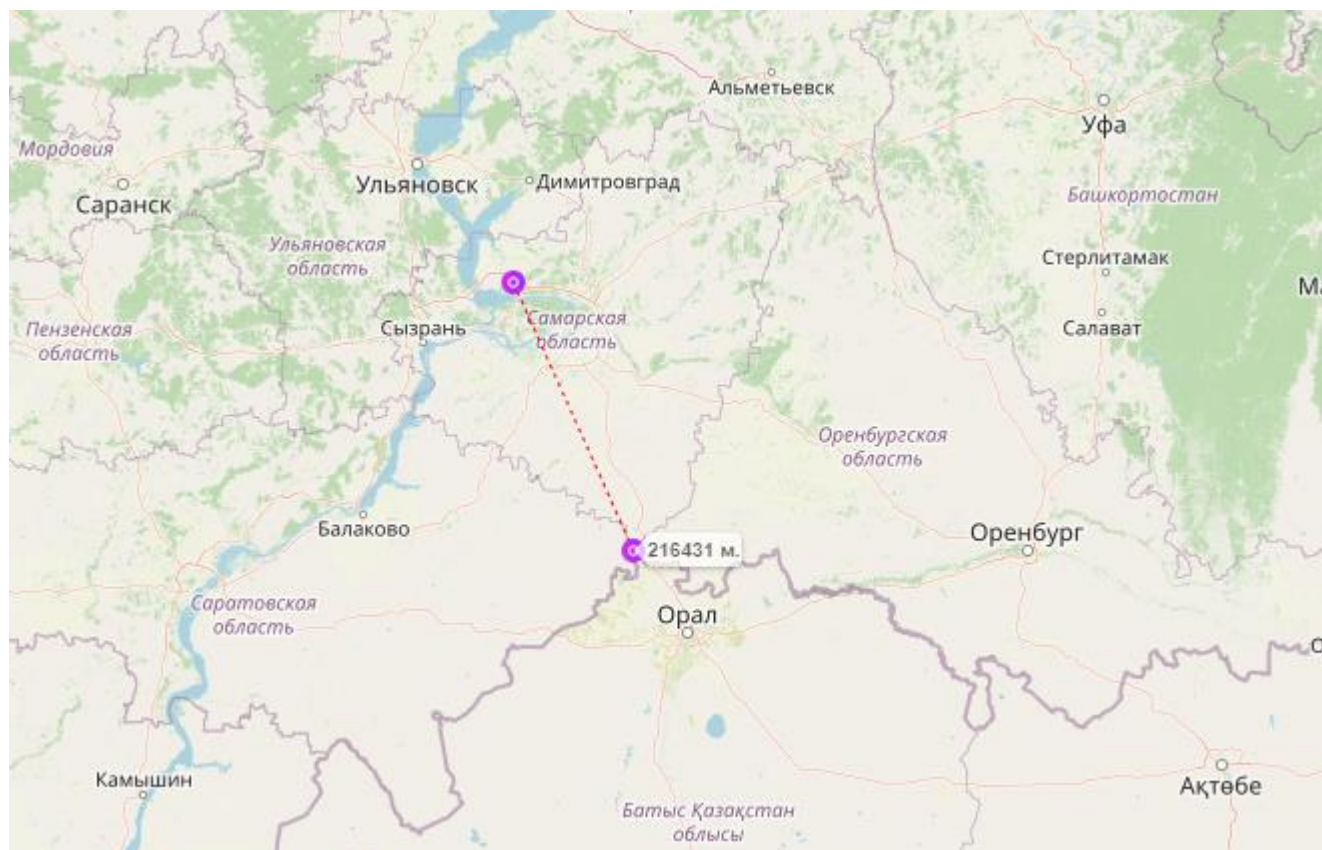 Альметьевск
Уфа
Мордовия
Ульяновск
Димитровград
Саранск
Башкортостан
Ульяновская
область
Стерлитамак
Ма
Самарская
область
Сызрань
Пензенская
область
Салават
Оренбургская
область
Балаково
Оренбург
216431 м.
Саратовская
область
Орал
О
Камышин
Ақтөбе
Батыс Қазақстан
облысы